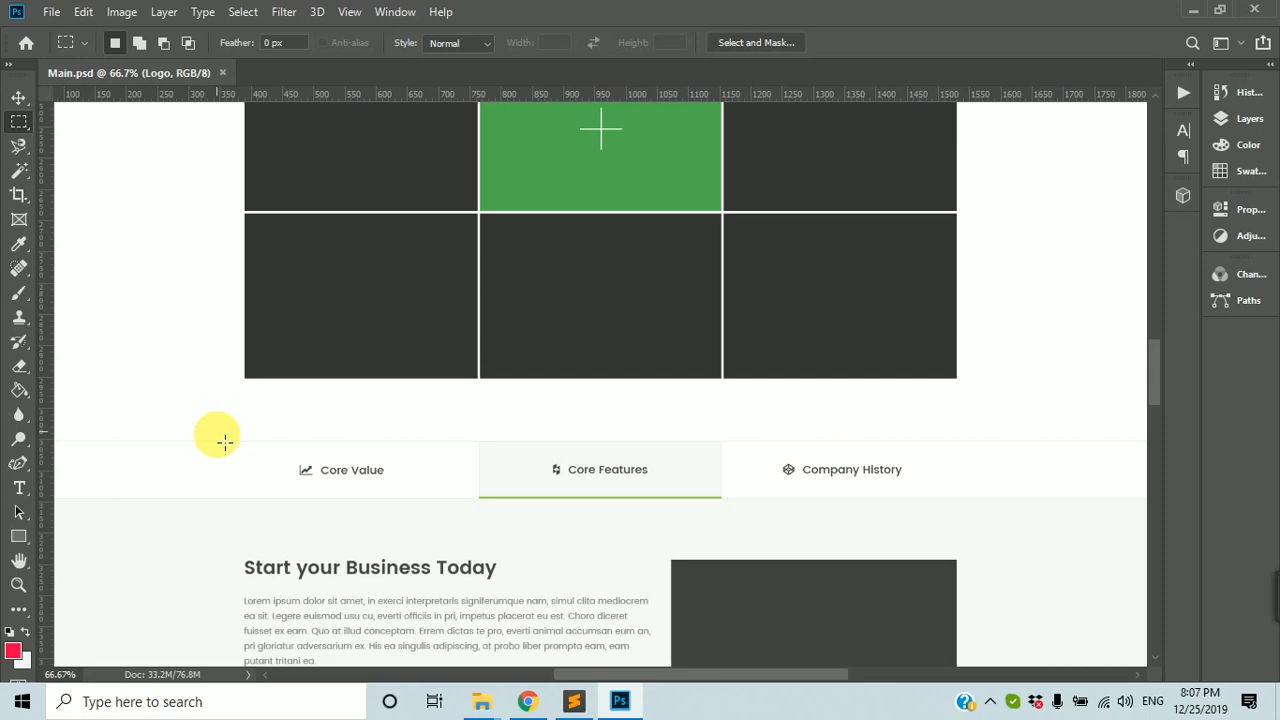 Ps File Edit Image Layer Type Select Filter 3D View Window Help
Feather: 0 px Anti-alias Style: Normal Width: Height: Select and Mask...
Main.psd @ 66.7% (Logo, RGB/8)
100 150 200 250 300 350 400 450 500 550 600 650 700 750 800 850 900 950 1000 1050 1100 1150 1200 1250 1300 1350 1400 1450 1500 1550 1600 1650 1700 1750 1800
Hist...
Layers
Color
Swat...
Prop...
Adju...
Chan...
Paths
Core Value Core Features Company History
Start your Business Today
Lorem ipsum dolor sit amet, in exerci interpretaris signiferumque nam, simul clita mediocrem
ea sit. Legere euismod usu cu, everti officiis in pri, impetus placerat eu est. Choro diceret
fuisset ex eam. Quo at illud conceptam. Errem dictas te pro, everti animal accumsan eum an,
pri gloriatur adversarium ex. His ea singulis adipiscing, at probo liber prompta eam, eam
putant tritani ea.
66.67% Doc: 33.2M/76.8M
Type here to search
Ps
ENG
8:07 PM
12/25/2019